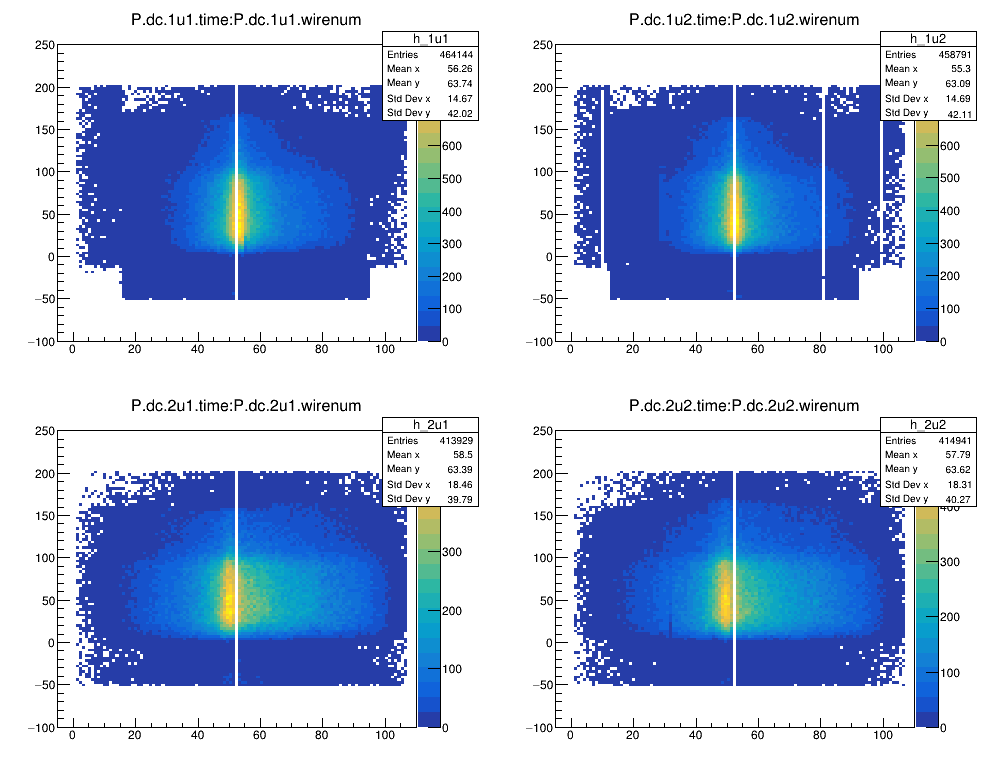 P.dc.1u1.time:P.dc.1u1.wirenum
h_1u1
Entries 464144
Mean x 56.26
Mean y 63.74
Std Dev x 14.67
Std Dev y 42.02
250
200
150
100
50
0
−50
−100
0 20 40 60 80 100
600
500
400
300
200
100
0
P.dc.1u2.time:P.dc.1u2.wirenum
h_1u2
Entries 458791
Mean x 55.3
Mean y 63.09
Std Dev x 14.69
Std Dev y 42.11
250
200
150
100
50
0
−50
−100
0 20 40 60 80 100
600
500
400
300
200
100
0
P.dc.2u1.time:P.dc.2u1.wirenum
h_2u1
Entries 413929
Mean x 58.5
Mean y 63.39
Std Dev x 18.46
Std Dev y 39.79
250
200
150
100
50
0
−50
−100
0 20 40 60 80 100
300
200
100
0
P.dc.2u2.time:P.dc.2u2.wirenum
h_2u2
Entries 414941
Mean x 57.79
Mean y 63.62
Std Dev x 18.31
Std Dev y 40.27
250
200
150
100
50
0
−50
−100
0 20 40 60 80 100
400
300
200
100
0